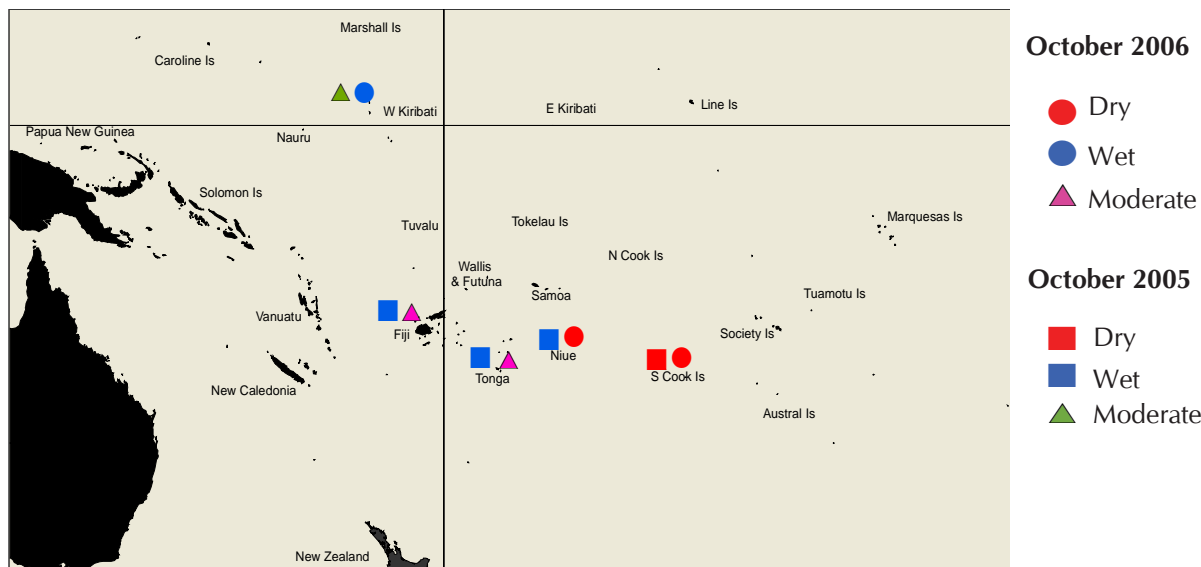 Marshall Is
Caroline Is
W Kiribati
E Kiribati
Line Is
Papua New Guinea
Nauru
Solomon Is
Tuvalu
Tokelau Is
Marquesas Is
N Cook Is
Wallis
& Futuna
Samoa
Tuamotu Is
Vanuatu
Fiji
Society Is
Niue
Tonga
S Cook Is
New Caledonia
Austral Is
New Zealand
October 2006
Dry
Wet
Moderate
October 2005
Dry
Wet
Moderate